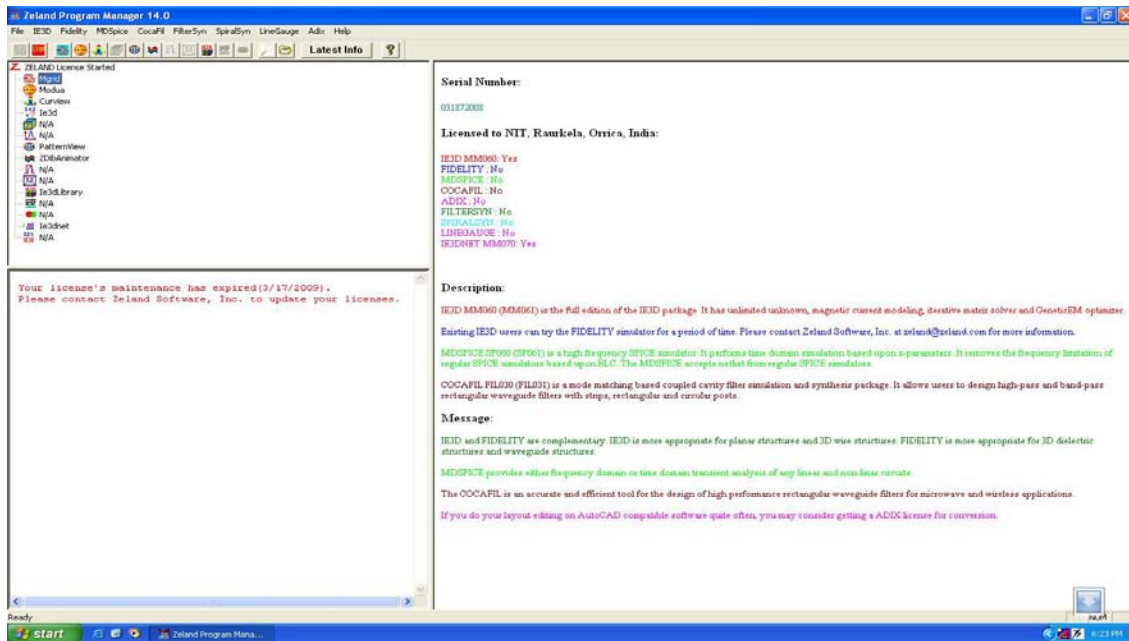 Zeland Program Manager 14.0
File IE3D Fidelity MDSpice CocaFil FilterSyn SpiralSyn LineGauge Adix Help
Latest Info
ZELAND License Started
Mgrid
Modua
Curview
Ie3d
N/A
N/A
PatternView
ZDibAnimator
N/A
N/A
Ie3dLibrary
N/A
N/A
Ie3dnet
N/A
Your license's maintenance has expired(3/17/2009).
Please contact Zeland Software, Inc. to update your licenses.
Serial Number:
031872008
Licensed to NIT, Raurkela, Orrica, India:
IE3D MM060: Yes
FIDELITY : No
MDSPICE : No
COCAFIL : No
ADIX : No
FILTERSYN : No
SPIRALSYN : No
LINEGAUGE : No
IE3DNET MM070: Yes
Description:
IE3D MM060 (MM061) is the full edition of the IE3D package. It has unlimited unknown, magnetic current modeling, iterative matrix solver and GeneticEM optimizer.
Existing IE3D users can try the FIDELITY simulator for a period of time. Please contact Zeland Software, Inc. at zeland@zeland.com for more information.
MDSPICE SP060 (SP061) is a high frequency SPICE simulator. It performs time domain simulation based upon s-parameters. It removes the frequency limitation of
regular SPICE simulators based upon RLC. The MDSPICE accepts netlist from regular SPICE simulators.
COCAFIL FIL030 (FIL031) is a mode matching based coupled cavity filter simulation and synthesis package. It allows users to design high-pass and band-pass
rectangular waveguide filters with strips, rectangular and circular posts.
Message:
IE3D and FIDELITY are complementary. IE3D is more appropriate for planar structures and 3D wire structures. FIDELITY is more appropriate for 3D dielectric
structures and waveguide structures.
MDSPICE provides either frequency domain or time domain transient analysis of any linear and non-linar circuits.
The COCAFIL is an accurate and efficient tool for the design of high performance rectangular waveguide filters for microwave and wireless applications.
If you do your layout editing on AutoCAD compatible software quite often, you may consider getting a ADIX license for conversion.
Ready
NUM
start
Zeland Program Mana...
6:23 PM